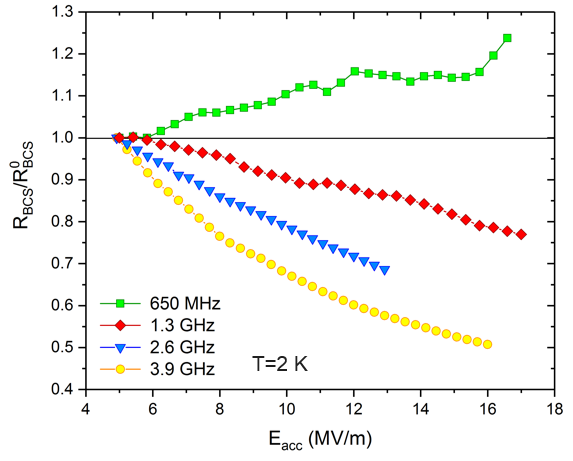 1.3
1.2
1.1
1.0
0.9
0.8
0.7
0.6
0.5
0.4
R_BCS/R^0_BCS
650 MHz
1.3 GHz
2.6 GHz
3.9 GHz
T=2 K
4 6 8 10 12 14 16 18
E_acc (MV/m)